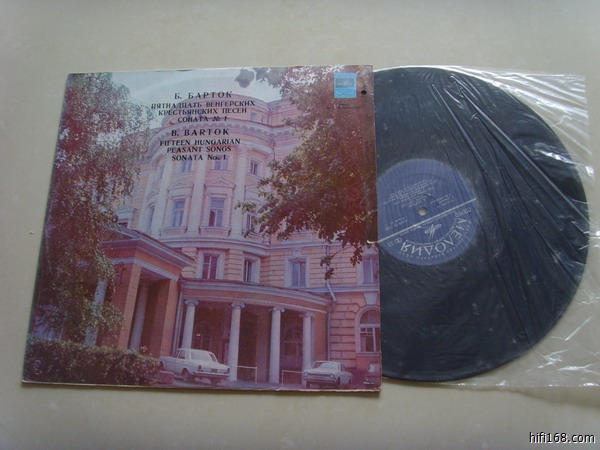 Б. БАРТОК
ПЯТНАДЦАТЬ ВЕНГЕРСКИХ
КРЕСТЬЯНСКИХ ПЕСЕН
СОНАТА № 1
B. BARTOK
FIFTEEN HUNGARIAN
PEASANT SONGS
SONATA No. 1
МЕЛОДИЯ
hifi168.com